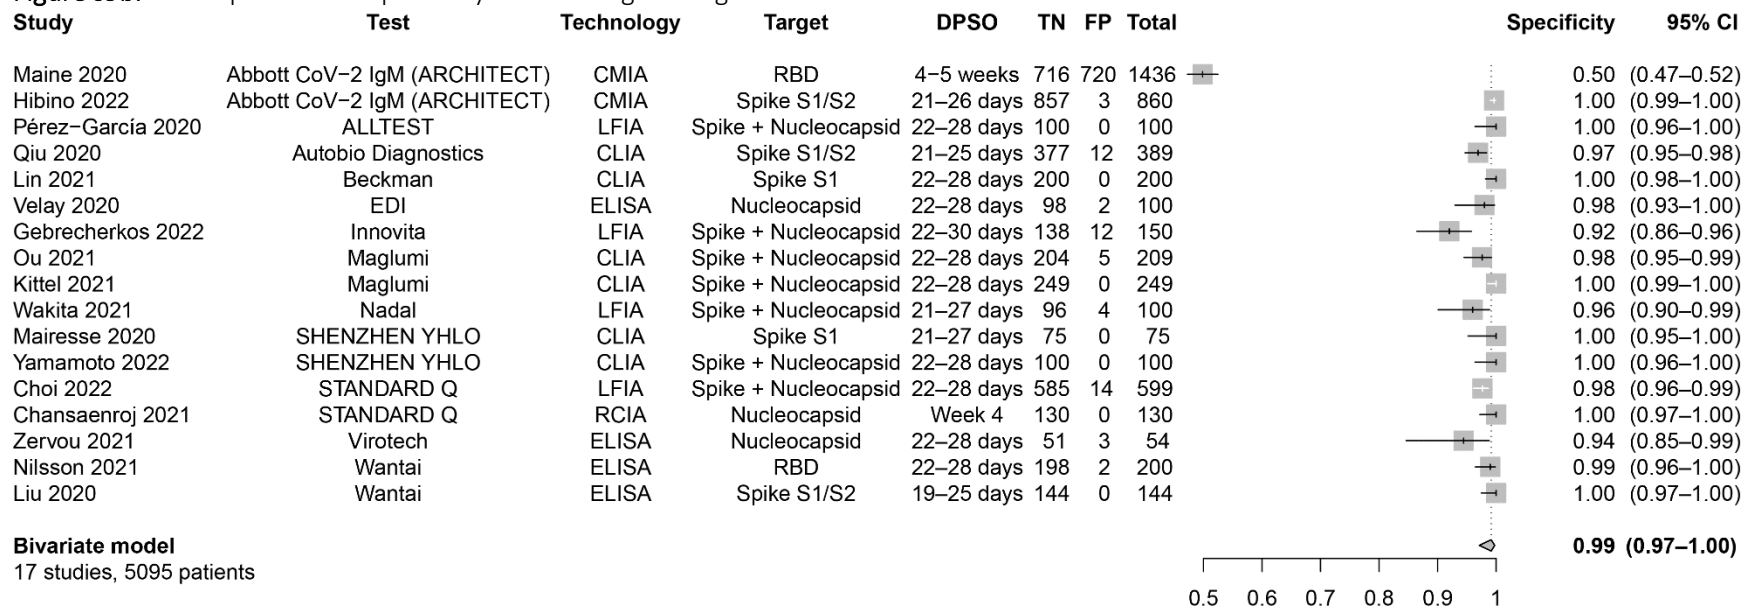 Study Test Technology Target DPSO TN FP Total Specificity 95% CI
Maine 2020 Abbott CoV−2 IgM (ARCHITECT) CMIA RBD 4−5 weeks 716 720 1436 0.50 (0.47−0.52)
Hibino 2022 Abbott CoV−2 IgM (ARCHITECT) CMIA Spike S1/S2 21−26 days 857 3 860 1.00 (0.99−1.00)
Pérez−García 2020 ALLTEST LFIA Spike + Nucleocapsid 22−28 days 100 0 100 1.00 (0.96−1.00)
Qiu 2020 Autobio Diagnostics CLIA Spike S1/S2 21−25 days 377 12 389 0.97 (0.95−0.98)
Lin 2021 Beckman CLIA Spike S1 22−28 days 200 0 200 1.00 (0.98−1.00)
Velay 2020 EDI ELISA Nucleocapsid 22−28 days 98 2 100 0.98 (0.93−1.00)
Gebrecherkos 2022 Innovita LFIA Spike + Nucleocapsid 22−30 days 138 12 150 0.92 (0.86−0.96)
Ou 2021 Maglumi CLIA Spike + Nucleocapsid 22−28 days 204 5 209 0.98 (0.95−0.99)
Kittel 2021 Maglumi CLIA Spike + Nucleocapsid 22−28 days 249 0 249 1.00 (0.99−1.00)
Wakita 2021 Nadal LFIA Spike + Nucleocapsid 21−27 days 96 4 100 0.96 (0.90−0.99)
Mairesse 2020 SHENZHEN YHLO CLIA Spike S1 21−27 days 75 0 75 1.00 (0.95−1.00)
Yamamoto 2022 SHENZHEN YHLO CLIA Spike + Nucleocapsid 22−28 days 100 0 100 1.00 (0.96−1.00)
Choi 2022 STANDARD Q LFIA Spike + Nucleocapsid 22−28 days 585 14 599 0.98 (0.96−0.99)
Chansaenroj 2021 STANDARD Q RCIA Nucleocapsid Week 4 130 0 130 1.00 (0.97−1.00)
Zervou 2021 Virotech ELISA Nucleocapsid 22−28 days 51 3 54 0.94 (0.85−0.99)
Nilsson 2021 Wantai ELISA RBD 22−28 days 198 2 200 0.99 (0.96−1.00)
Liu 2020 Wantai ELISA Spike S1/S2 19−25 days 144 0 144 1.00 (0.97−1.00)
Bivariate model 0.99 (0.97−1.00)
17 studies, 5095 patients
0.5 0.6 0.7 0.8 0.9 1